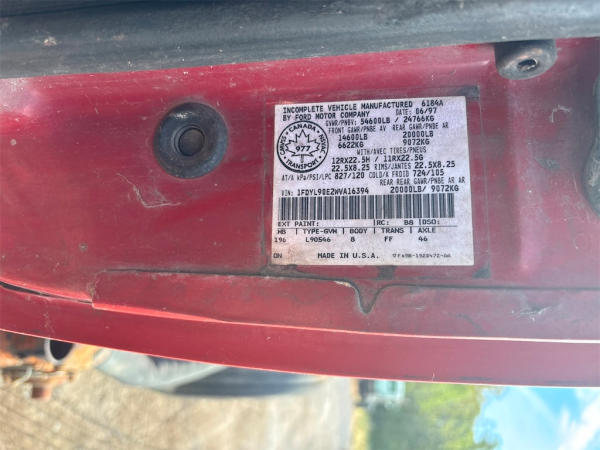 INCOMPLETE VEHICLE MANUFACTURED 6184A
BY FORD MOTOR COMPANY DATE: 06/97
GVWR/PNBV: 54600LB / 24766KG
FRONT GAWR/PNBE AV REAR GAWR/PNBE AR
14600LB 20000LB
6622KG 9072KG
WITH/AVEC TIRES/PNEUS
12RX22.5H / 11RX22.5G
22.5X8.25 RIMS/JANTES 22.5X8.25
AT/A kPa/PSI/LPC 827/120 COLD/A FROID 724/105
REAR GAWR/PNBE AR AR
VIN: 1FDYL90E2WVA16394 20000LB/ 9072KG
CANADA
977
TRANSPORT
EXT PAINT: RC: B8 DSO:
WB TYPE-GVW BODY TRANS AXLE
196 L90546 8 FF 46
ON MADE IN U.S.A.